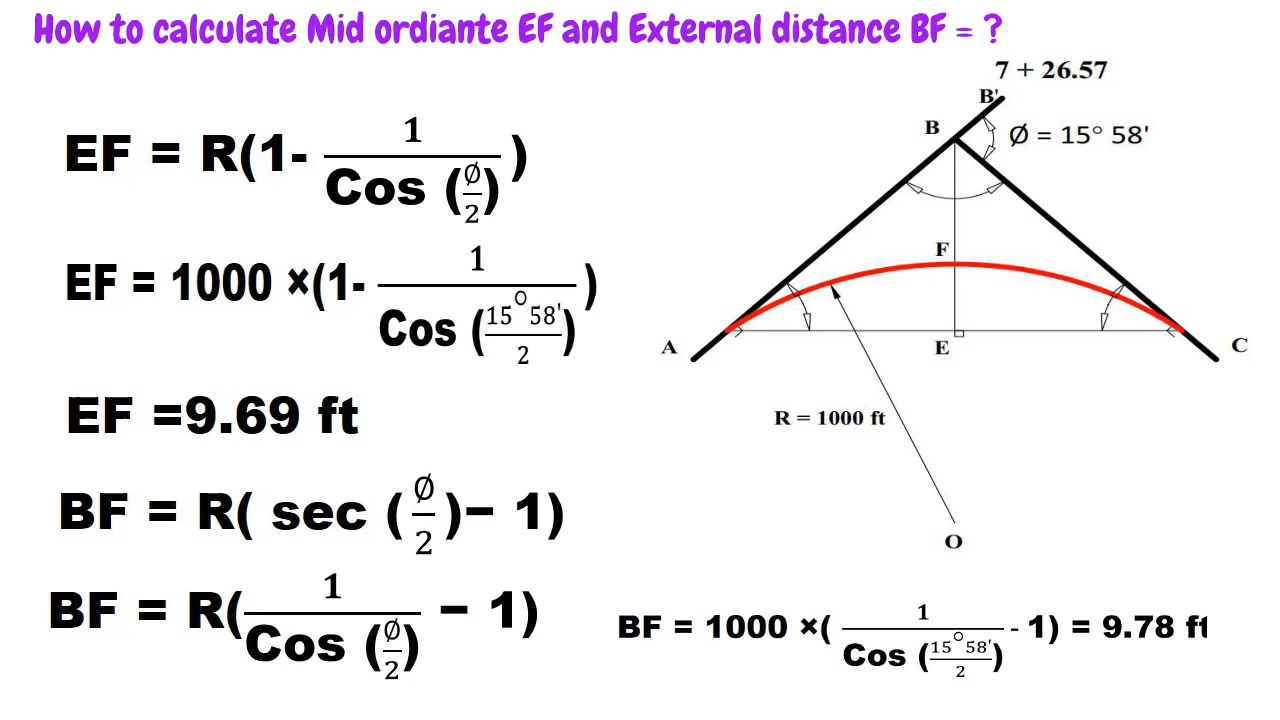 How to calculate Mid ordiante EF and External distance BF = ?
EF = R(1- 1/Cos (Ø/2))
EF = 1000 ×(1- 1/Cos (15°58'/2))
EF =9.69 ft
BF = R( sec (Ø/2)− 1)
BF = R(1/Cos (Ø/2) − 1)
7 + 26.57
B'
B
Ø = 15° 58'
F
A
E
C
R = 1000 ft
O
BF = 1000 ×( 1/Cos (15°58'/2) - 1) = 9.78 ft